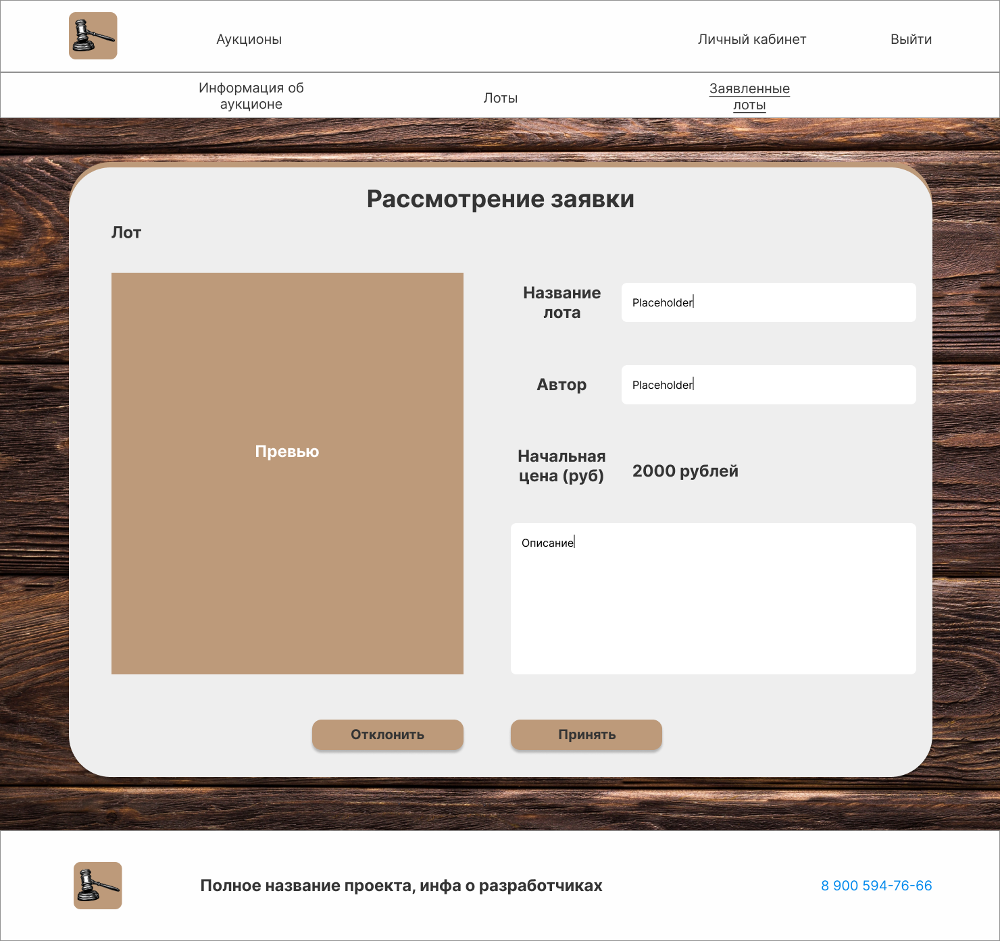 Аукционы
Личный кабинет
Выйти
Информация об
аукционе
Лоты
Заявленные
лоты
Рассмотрение заявки
Лот
Превью
Название
лота
Placeholder
Автор
Placeholder
Начальная
цена (руб)
2000 рублей
Описание
Отклонить
Принять
Полное название проекта, инфа о разработчиках
8 900 594-76-66